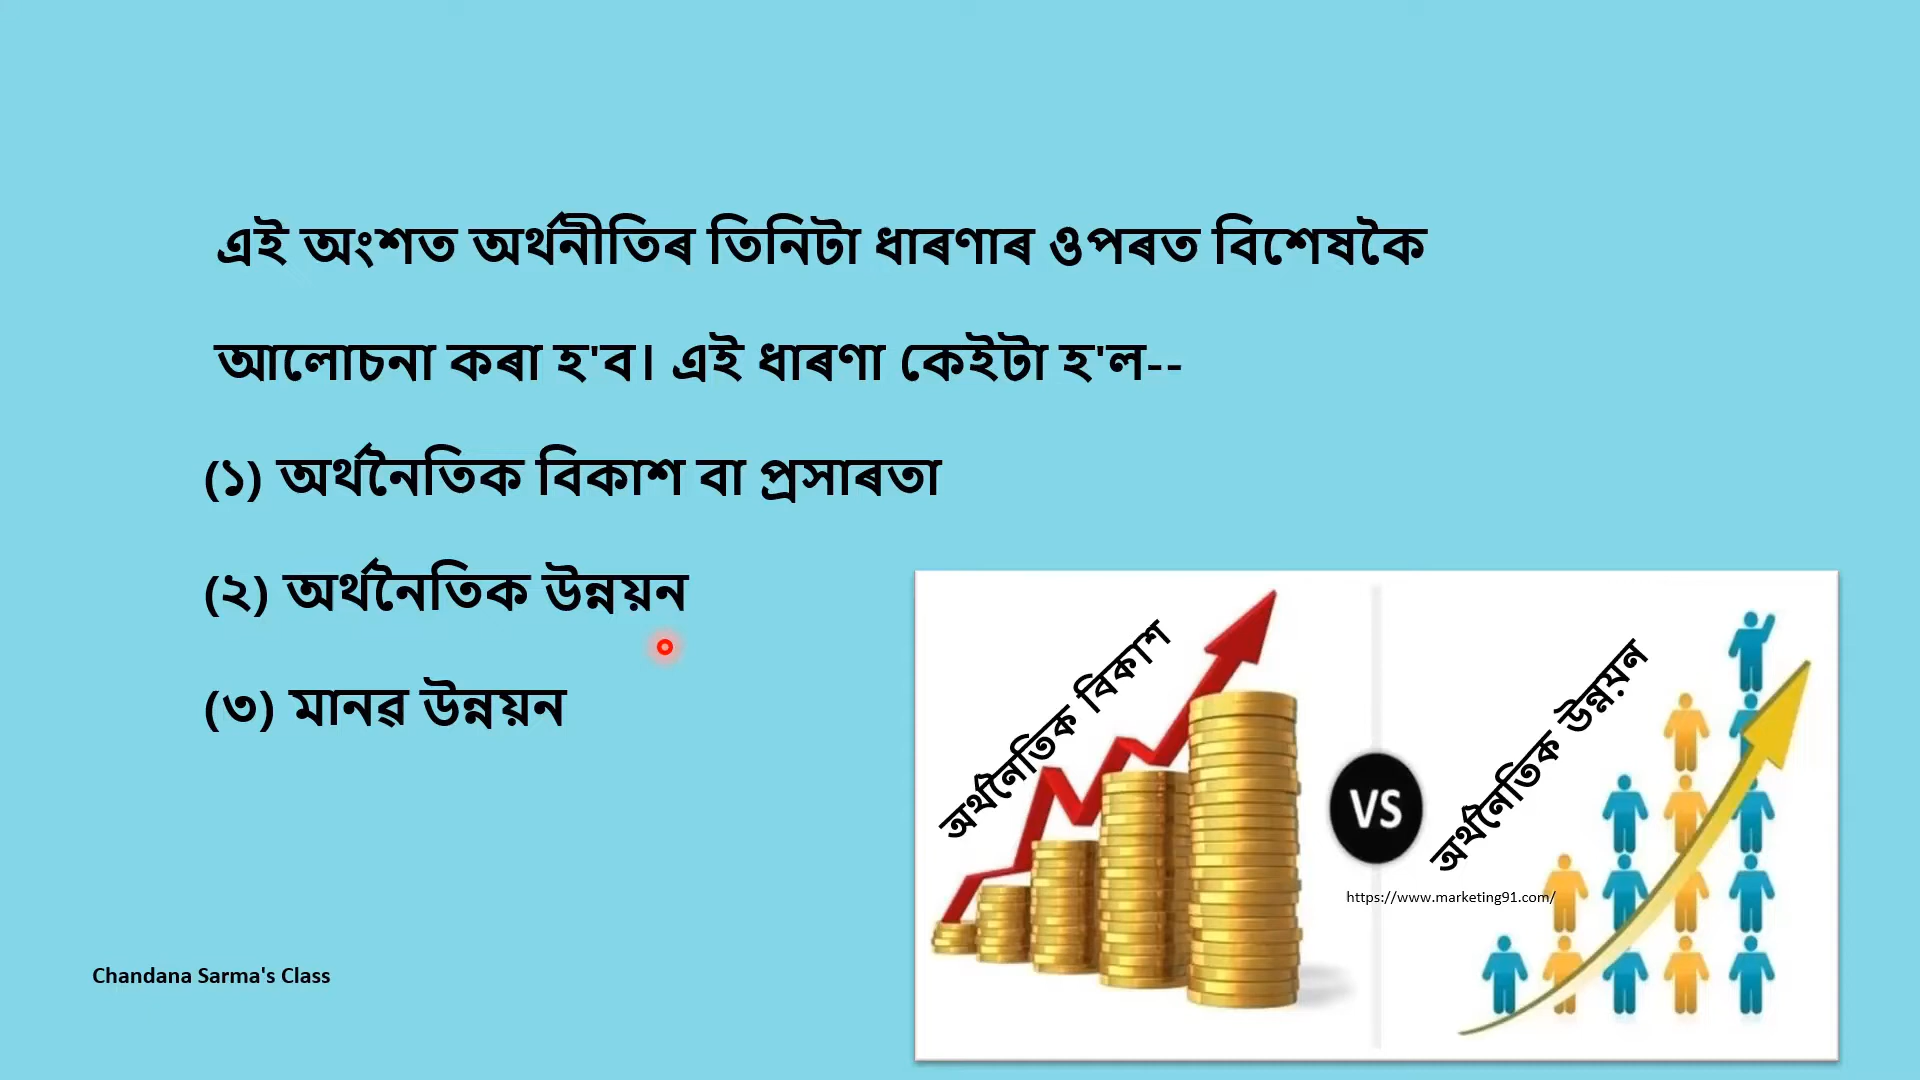 এই অংশত অৰ্থনীতিৰ তিনিটা ধাৰণাৰ ওপৰত বিশেষকৈ
আলোচনা কৰা হ'ব। এই ধাৰণা কেইটা হ'ল--
(১) অৰ্থনৈতিক বিকাশ বা প্ৰসাৰতা
(২) অৰ্থনৈতিক উন্নয়ন
(৩) মানৱ উন্নয়ন
অৰ্থনৈতিক বিকাশ
VS
অৰ্থনৈতিক উন্নয়ন
https://www.marketing91.com/
Chandana Sarma's Class